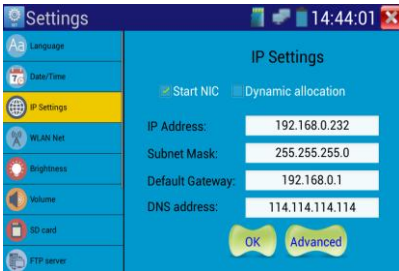 Settings
14:44:01
Language
Date/Time
IP Settings
WLAN Net
Brightness
Volume
SD card
FTP server
IP Settings
Start NIC Dynamic allocation
IP Address: 192.168.0.232
Subnet Mask: 255.255.255.0
Default Gateway: 192.168.0.1
DNS address: 114.114.114.114
OK Advanced